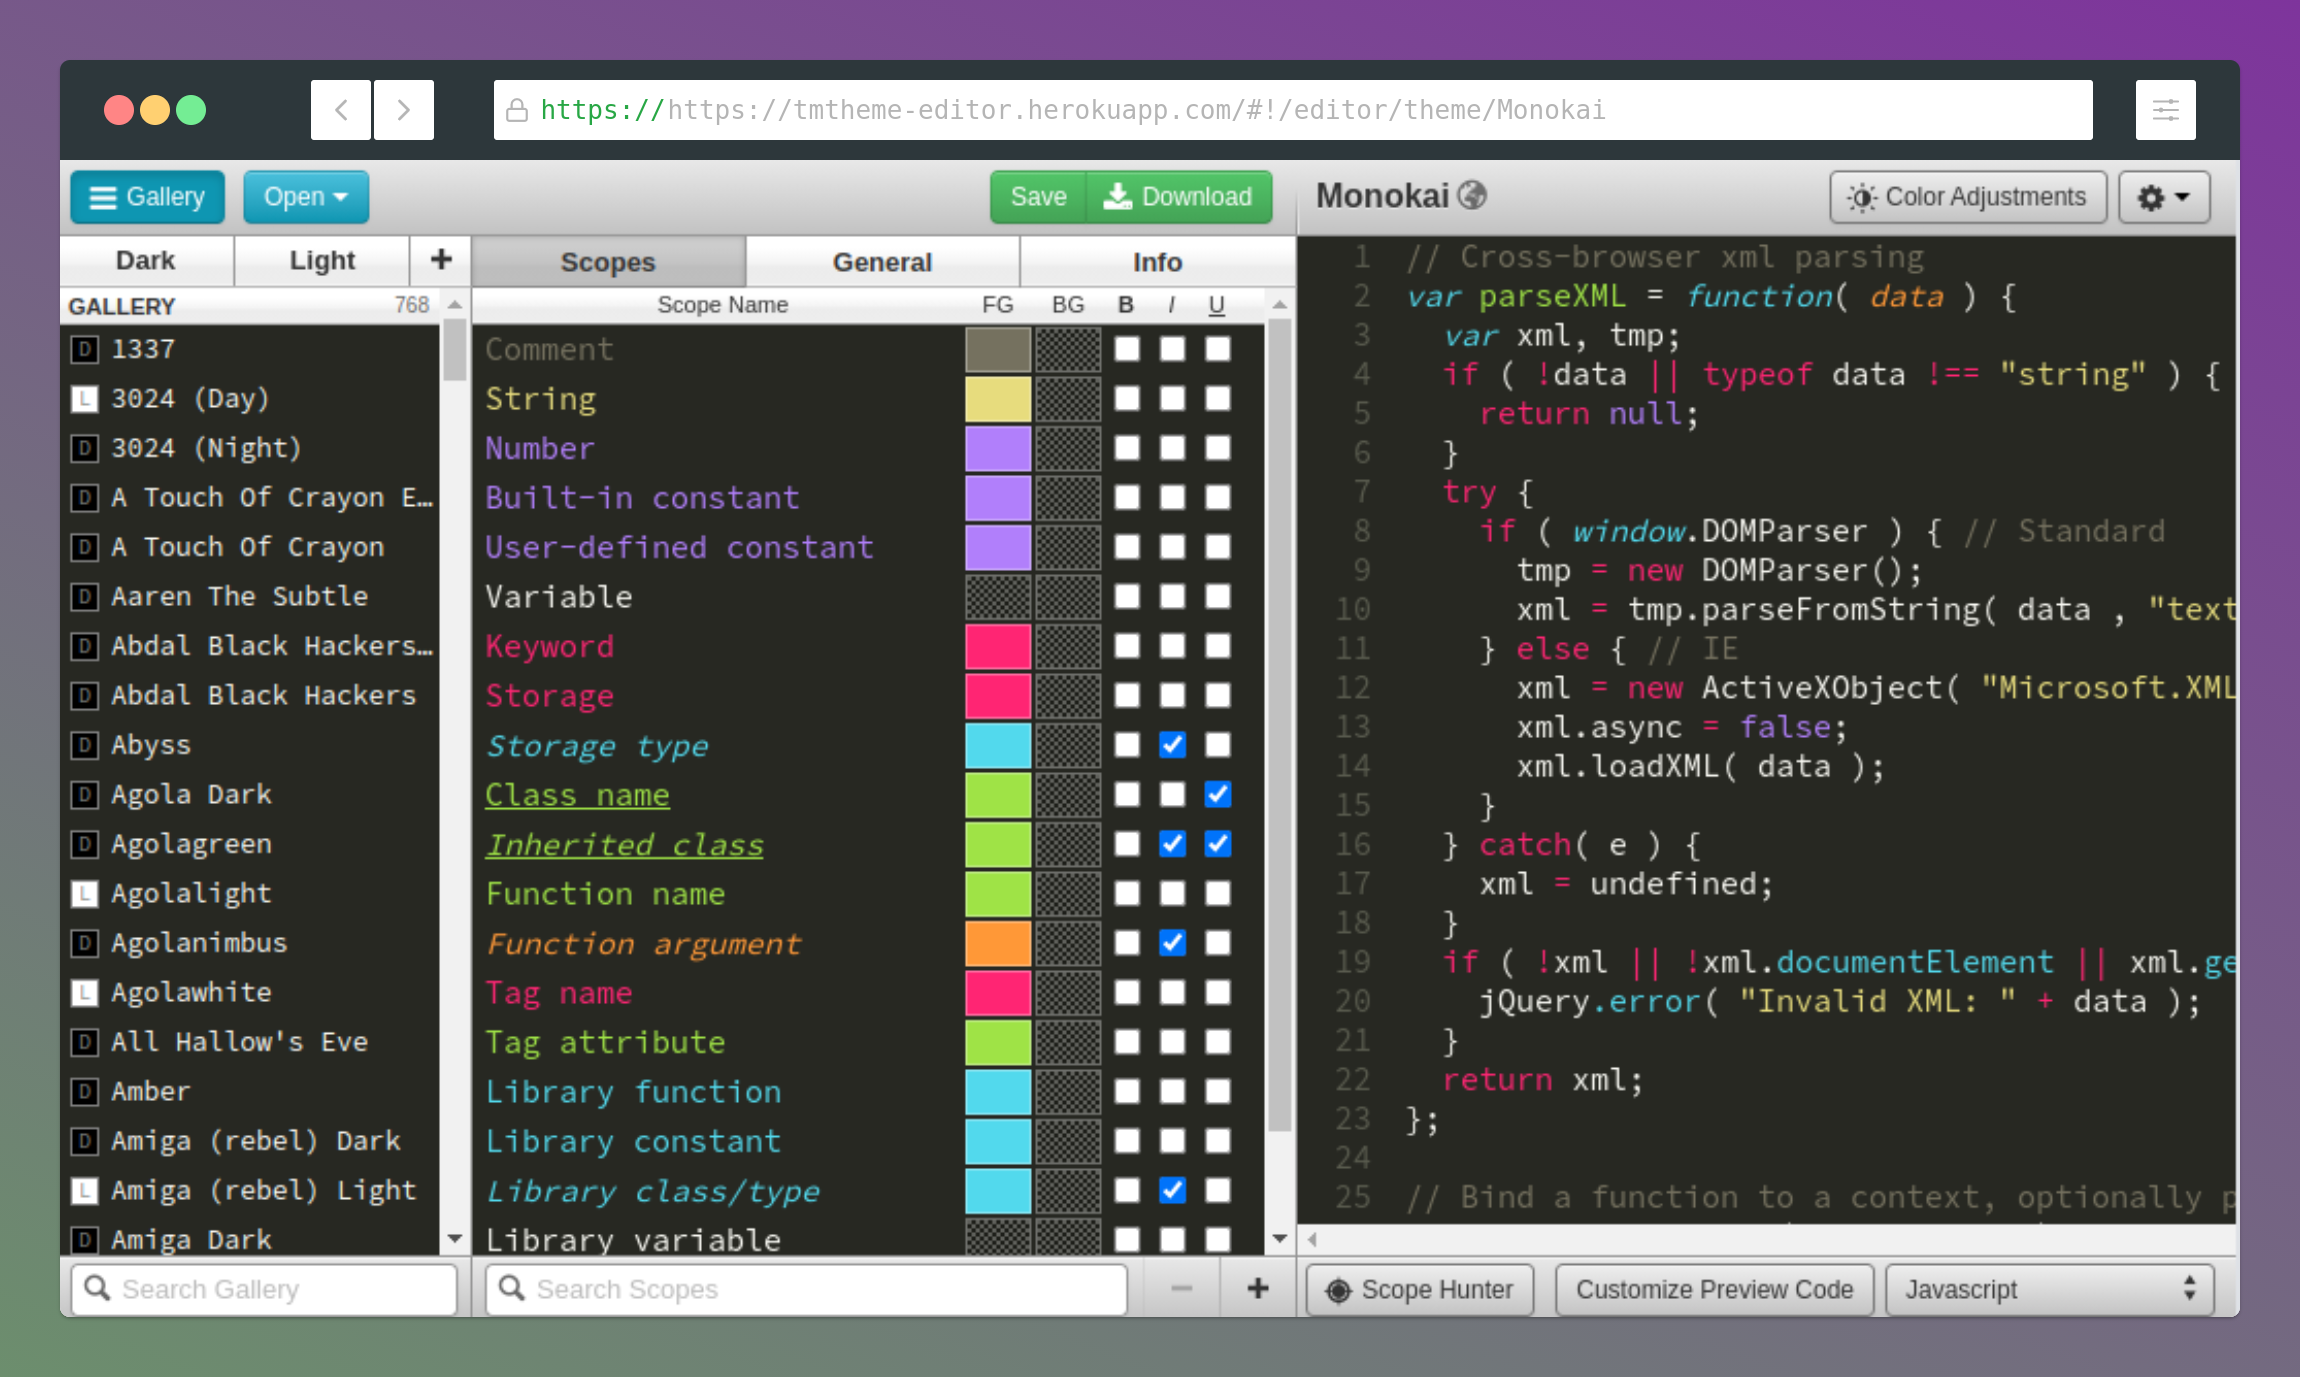 https://https://tmtheme-editor.herokuapp.com/#!/editor/theme/Monokai
Gallery
Open
Save
Download
Monokai
Color Adjustments
Dark
Light
+
GALLERY 768
D 1337
L 3024 (Day)
D 3024 (Night)
D A Touch Of Crayon E…
D A Touch Of Crayon
D Aaren The Subtle
D Abdal Black Hackers…
D Abdal Black Hackers
D Abyss
D Agola Dark
D Agolagreen
L Agolalight
D Agolanimbus
L Agolawhite
D All Hallow's Eve
D Amber
D Amiga (rebel) Dark
L Amiga (rebel) Light
D Amiga Dark
Search Gallery
Scopes
General
Info
Scope Name FG BG B I U
Comment
String
Number
Built-in constant
User-defined constant
Variable
Keyword
Storage
Storage type
Class name
Inherited class
Function name
Function argument
Tag name
Tag attribute
Library function
Library constant
Library class/type
Library variable
Search Scopes
− +
1 // Cross-browser xml parsing
2 var parseXML = function( data ) {
3 var xml, tmp;
4 if ( !data || typeof data !== "string" ) {
5 return null;
6 }
7 try {
8 if ( window.DOMParser ) { // Standard
9 tmp = new DOMParser();
10 xml = tmp.parseFromString( data , "text
11 } else { // IE
12 xml = new ActiveXObject( "Microsoft.XML
13 xml.async = false;
14 xml.loadXML( data );
15 }
16 } catch( e ) {
17 xml = undefined;
18 }
19 if ( !xml || !xml.documentElement || xml.ge
20 jQuery.error( "Invalid XML: " + data );
21 }
22 return xml;
23 };
24
25 // Bind a function to a context, optionally p
Scope Hunter
Customize Preview Code
Javascript